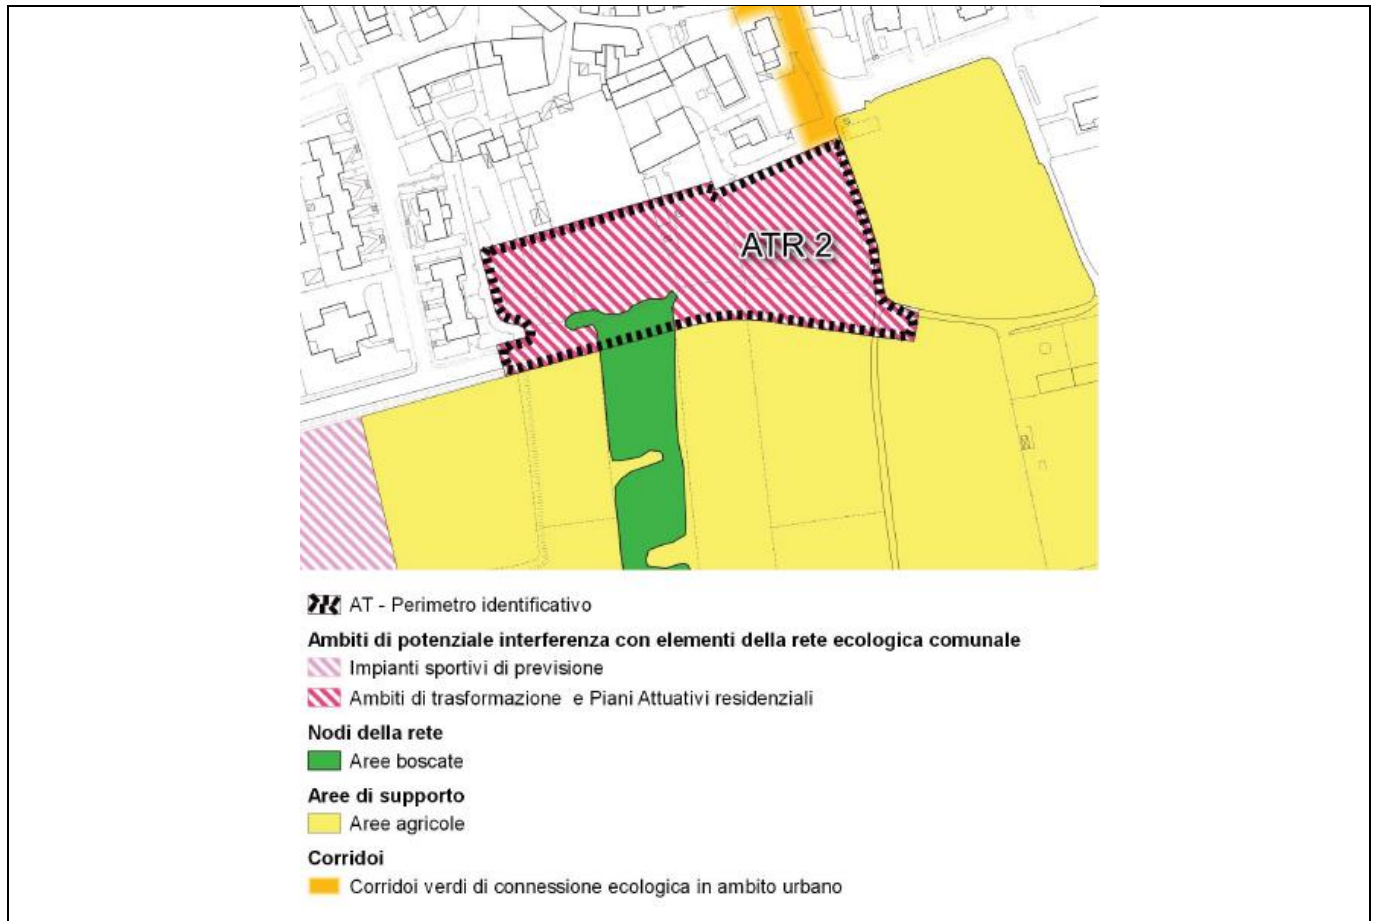 ATR 2
AT - Perimetro identificativo
Ambiti di potenziale interferenza con elementi della rete ecologica comunale
Impianti sportivi di previsione
Ambiti di trasformazione e Piani Attuativi residenziali
Nodi della rete
Aree boscate
Aree di supporto
Aree agricole
Corridoi
Corridoi verdi di connessione ecologica in ambito urbano